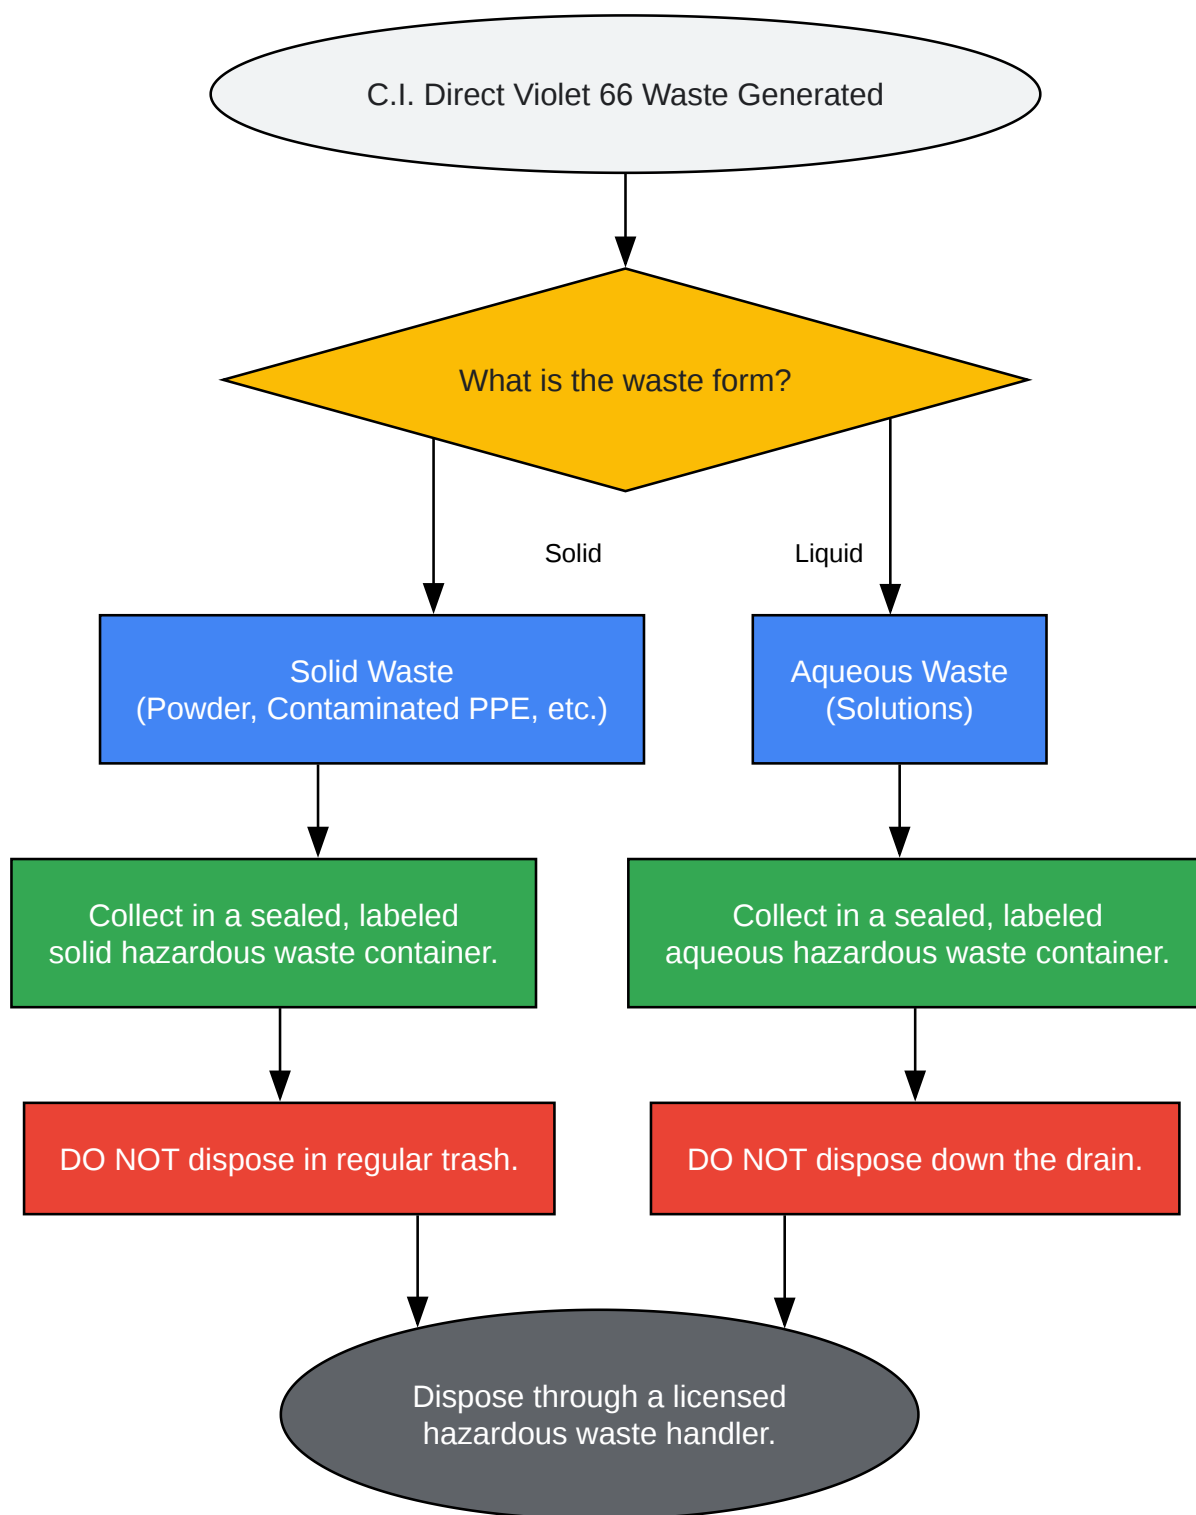 C.I. Direct Violet 66 Waste Generated
What is the waste form?
Solid
Liquid
Solid Waste
(Powder, Contaminated PPE, etc.)
Aqueous Waste
(Solutions)
Collect in a sealed, labeled
solid hazardous waste container.
Collect in a sealed, labeled
aqueous hazardous waste container.
DO NOT dispose in regular trash.
DO NOT dispose down the drain.
Dispose through a licensed
hazardous waste handler.